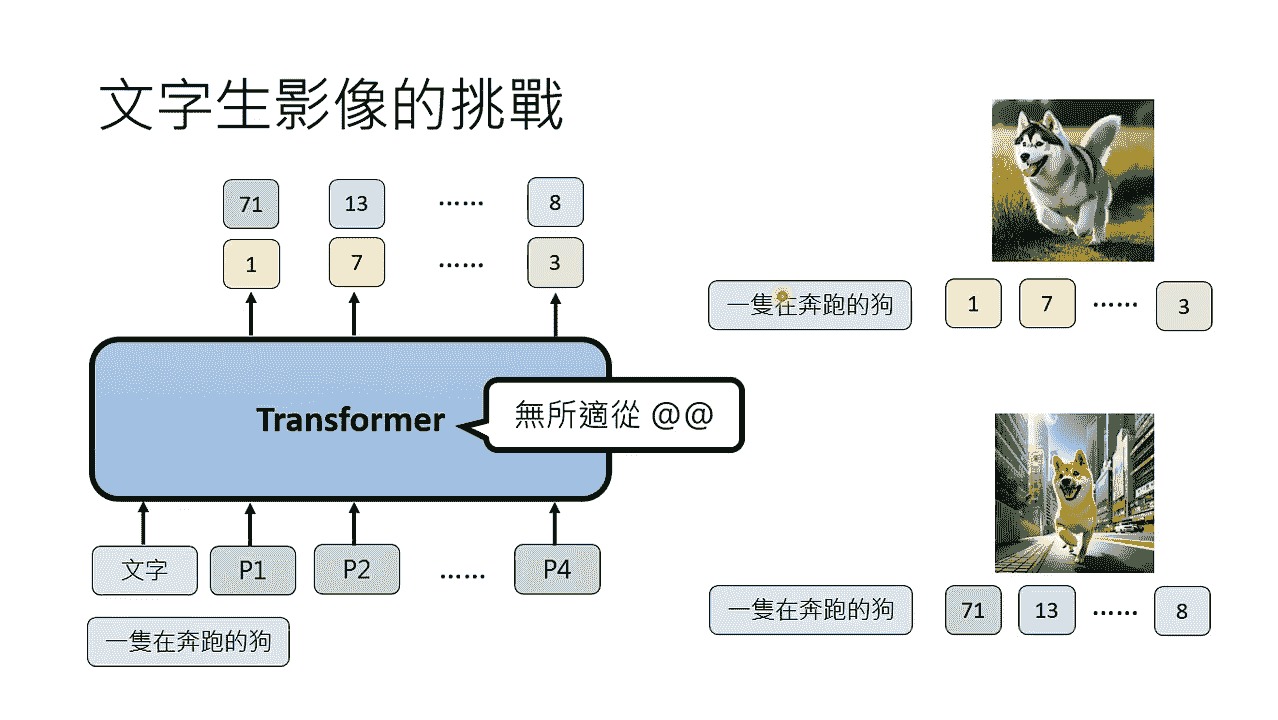 文字生影像的挑戰
71 13 …… 8
1 7 …… 3
Transformer
無所適從 @@
文字 P1 P2 …… P4
一隻在奔跑的狗
一隻在奔跑的狗 1 7 …… 3
一隻在奔跑的狗 71 13 …… 8